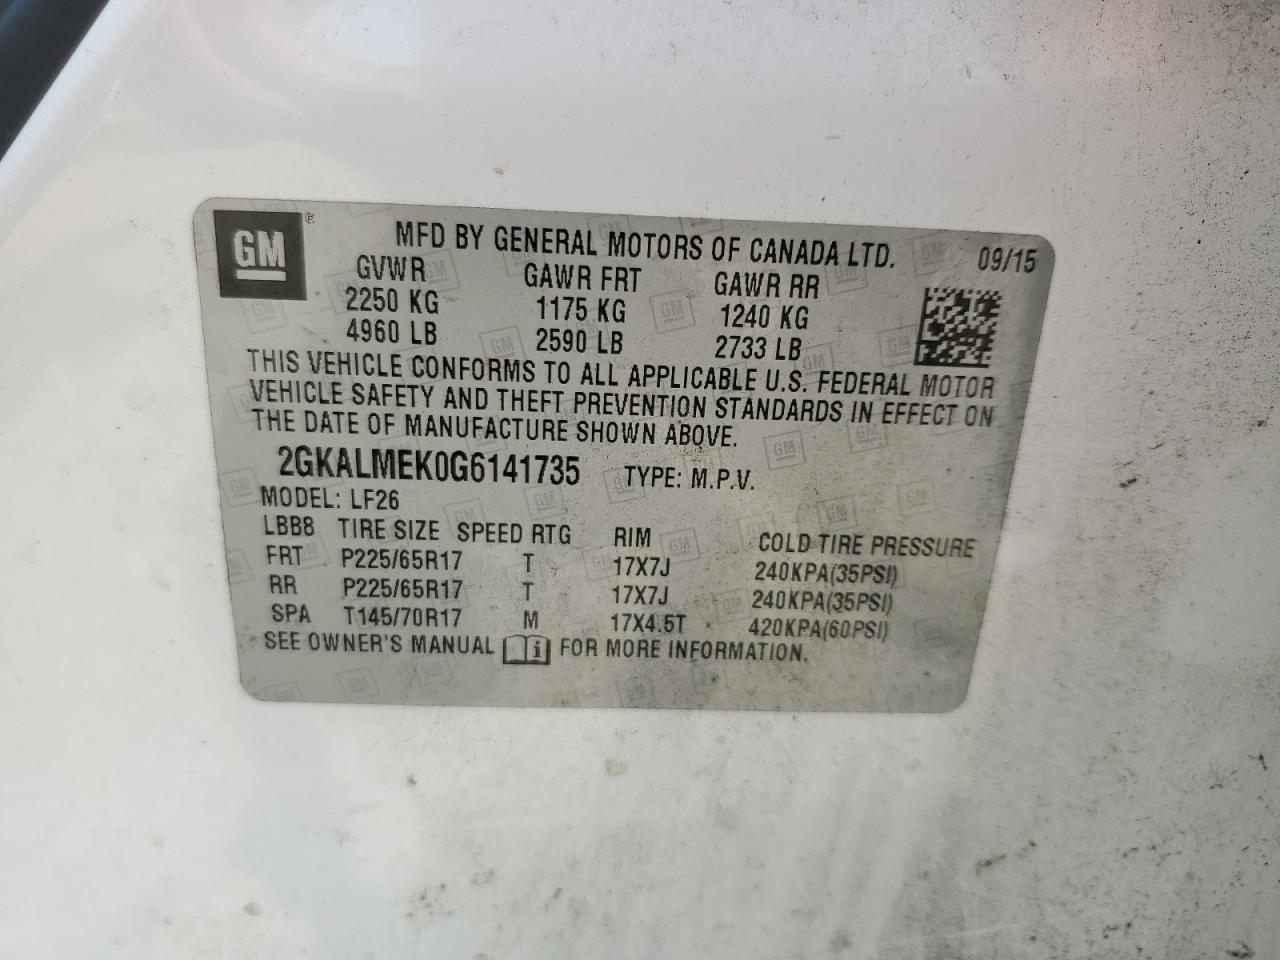 GM ®
MFD BY GENERAL MOTORS OF CANADA LTD. 09/15
GVWR GAWR FRT GAWR RR
2250 KG 1175 KG 1240 KG
4960 LB 2590 LB 2733 LB
THIS VEHICLE CONFORMS TO ALL APPLICABLE U.S. FEDERAL MOTOR
VEHICLE SAFETY AND THEFT PREVENTION STANDARDS IN EFFECT ON
THE DATE OF MANUFACTURE SHOWN ABOVE.
2GKALMEK0G6141735 TYPE: M.P.V.
MODEL: LF26
LBB8 TIRE SIZE SPEED RTG RIM COLD TIRE PRESSURE
FRT P225/65R17 T 17X7J 240KPA(35PSI)
RR P225/65R17 T 17X7J 240KPA(35PSI)
SPA T145/70R17 M 17X4.5T 420KPA(60PSI)
SEE OWNER'S MANUAL i FOR MORE INFORMATION.